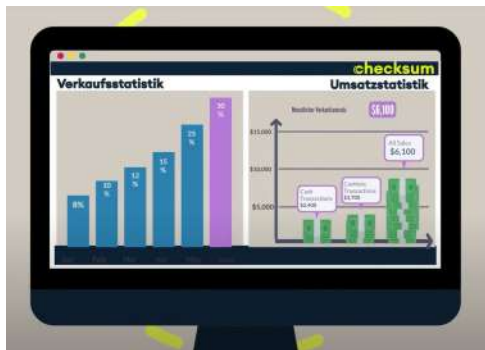 checksum
Verkaufsstatistik
Umsatzstatistik
8%
10
%
12
%
15
%
25
%
30
%
$6,100
$15,000
$10,000
$5,000
All Sales
$6,100
Cash
Transactions
Cashless
Transactions